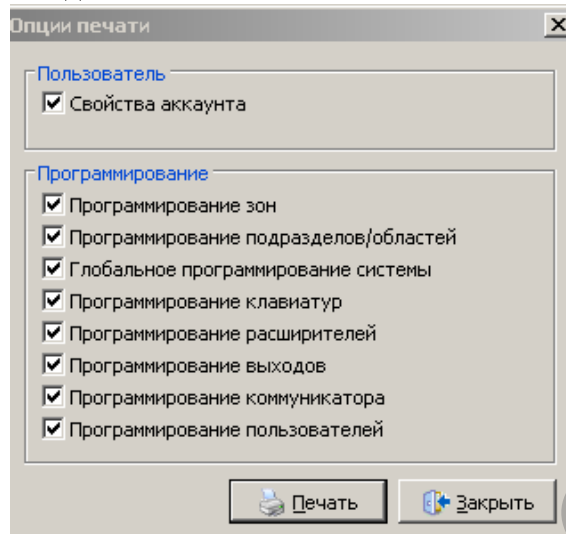 Опции печати
Пользователь
Свойства аккаунта
Программирование
Программирование зон
Программирование подразделов/областей
Глобальное программирование системы
Программирование клавиатур
Программирование расширителей
Программирование выходов
Программирование коммуникатора
Программирование пользователей
Печать
Закрыть